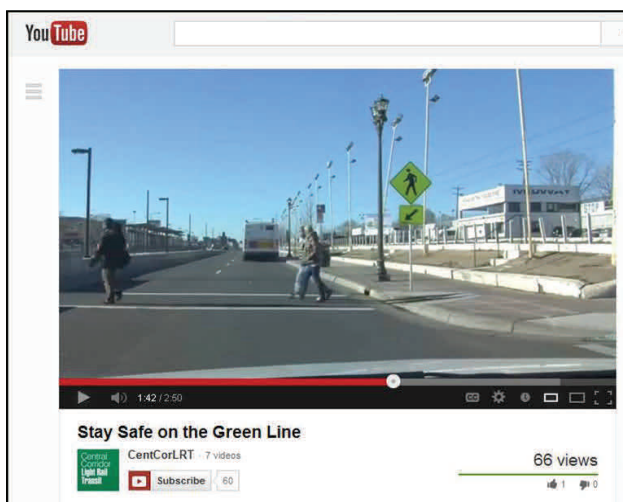 YouTube
1:42 / 2:50
CC
Stay Safe on the Green Line
Central
Corridor
Light Rail
Transit
CentCorLRT · 7 videos
Subscribe 60
66 views
1 0